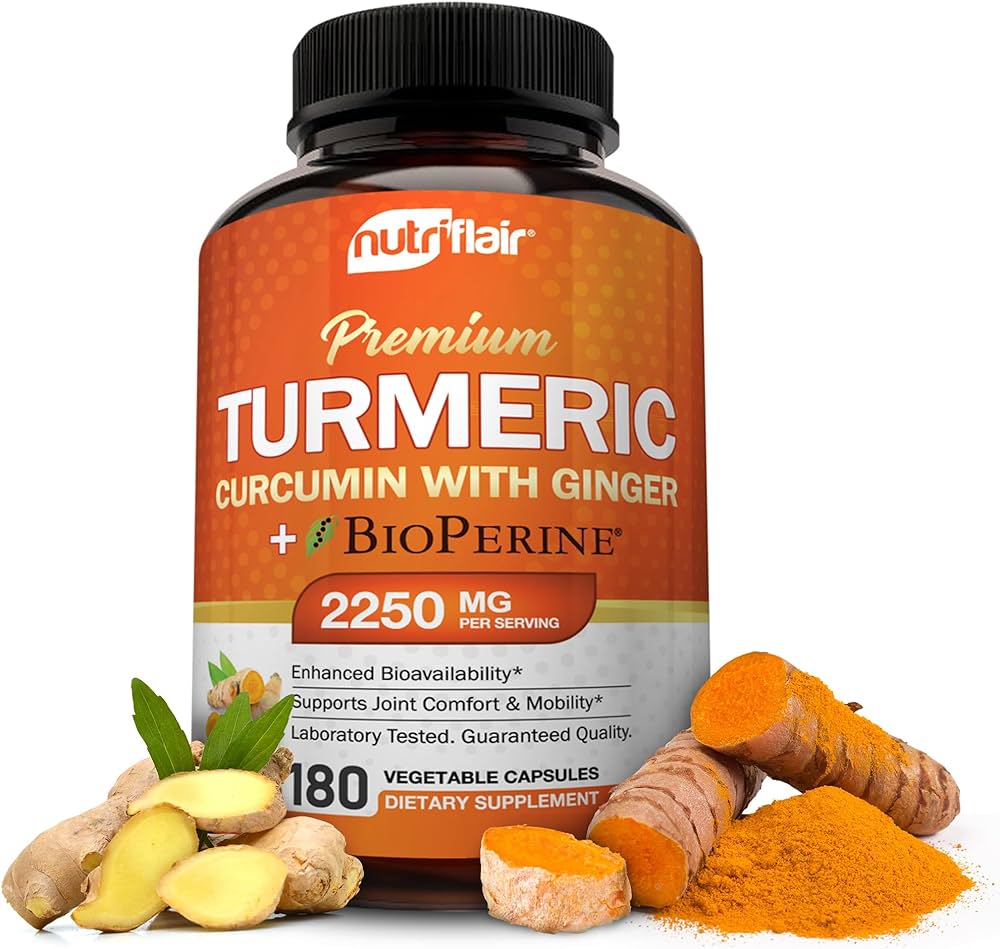 nutriflair®
Premium
TURMERIC
CURCUMIN WITH GINGER
+ BIOPERINE®
2250 MG
PER SERVING
Enhanced Bioavailability*
Supports Joint Comfort & Mobility*
Laboratory Tested. Guaranteed Quality.
180 VEGETABLE CAPSULES
DIETARY SUPPLEMENT